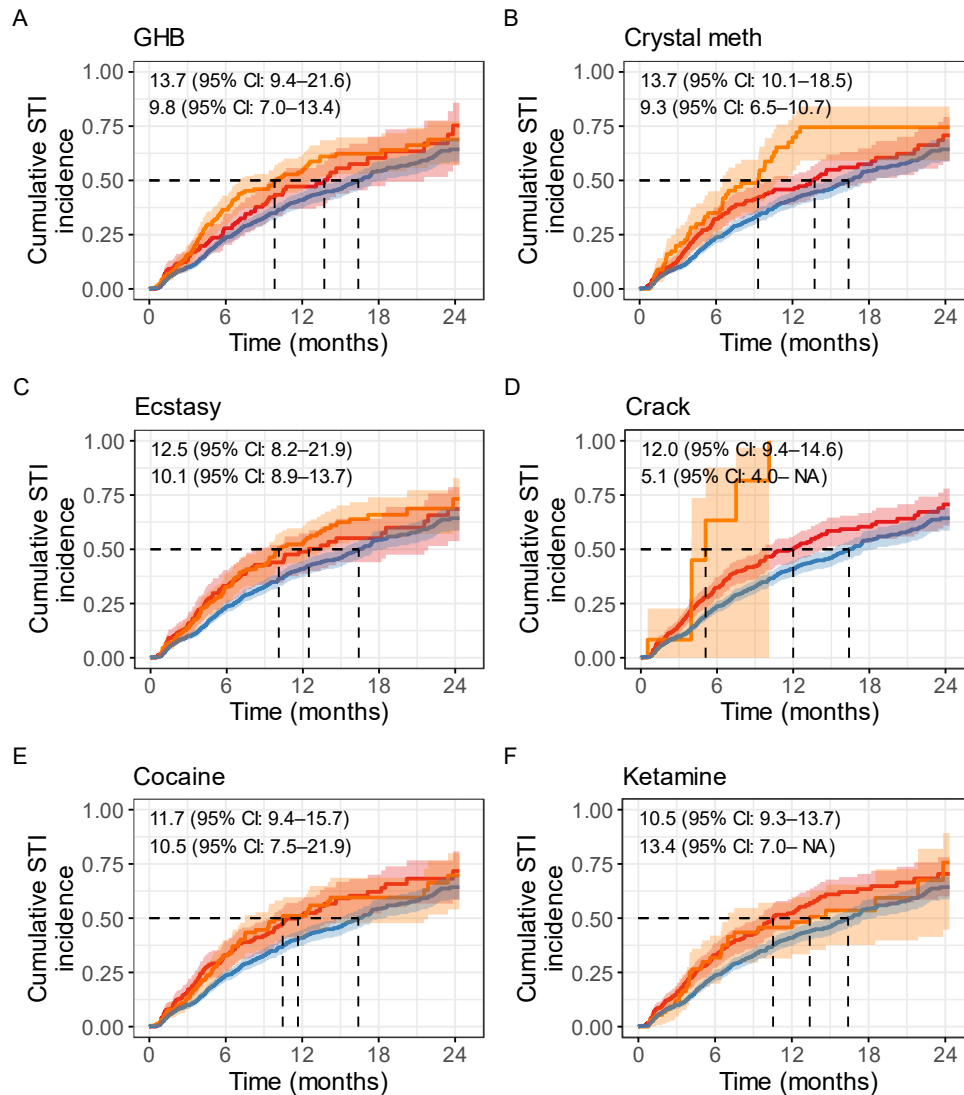 A
GHB
13.7 (95% CI: 9.4–21.6)
9.8 (95% CI: 7.0–13.4)
1.00
0.75
0.50
0.25
0.00
Cumulative STI
incidence
0 6 12 18 24
Time (months)
B
Crystal meth
13.7 (95% CI: 10.1–18.5)
9.3 (95% CI: 6.5–10.7)
1.00
0.75
0.50
0.25
0.00
Cumulative STI
incidence
0 6 12 18 24
Time (months)
C
Ecstasy
12.5 (95% CI: 8.2–21.9)
10.1 (95% CI: 8.9–13.7)
1.00
0.75
0.50
0.25
0.00
Cumulative STI
incidence
0 6 12 18 24
Time (months)
D
Crack
12.0 (95% CI: 9.4–14.6)
5.1 (95% CI: 4.0– NA)
1.00
0.75
0.50
0.25
0.00
Cumulative STI
incidence
0 6 12 18 24
Time (months)
E
Cocaine
11.7 (95% CI: 9.4–15.7)
10.5 (95% CI: 7.5–21.9)
1.00
0.75
0.50
0.25
0.00
Cumulative STI
incidence
0 6 12 18 24
Time (months)
F
Ketamine
10.5 (95% CI: 9.3–13.7)
13.4 (95% CI: 7.0– NA)
1.00
0.75
0.50
0.25
0.00
Cumulative STI
incidence
0 6 12 18 24
Time (months)